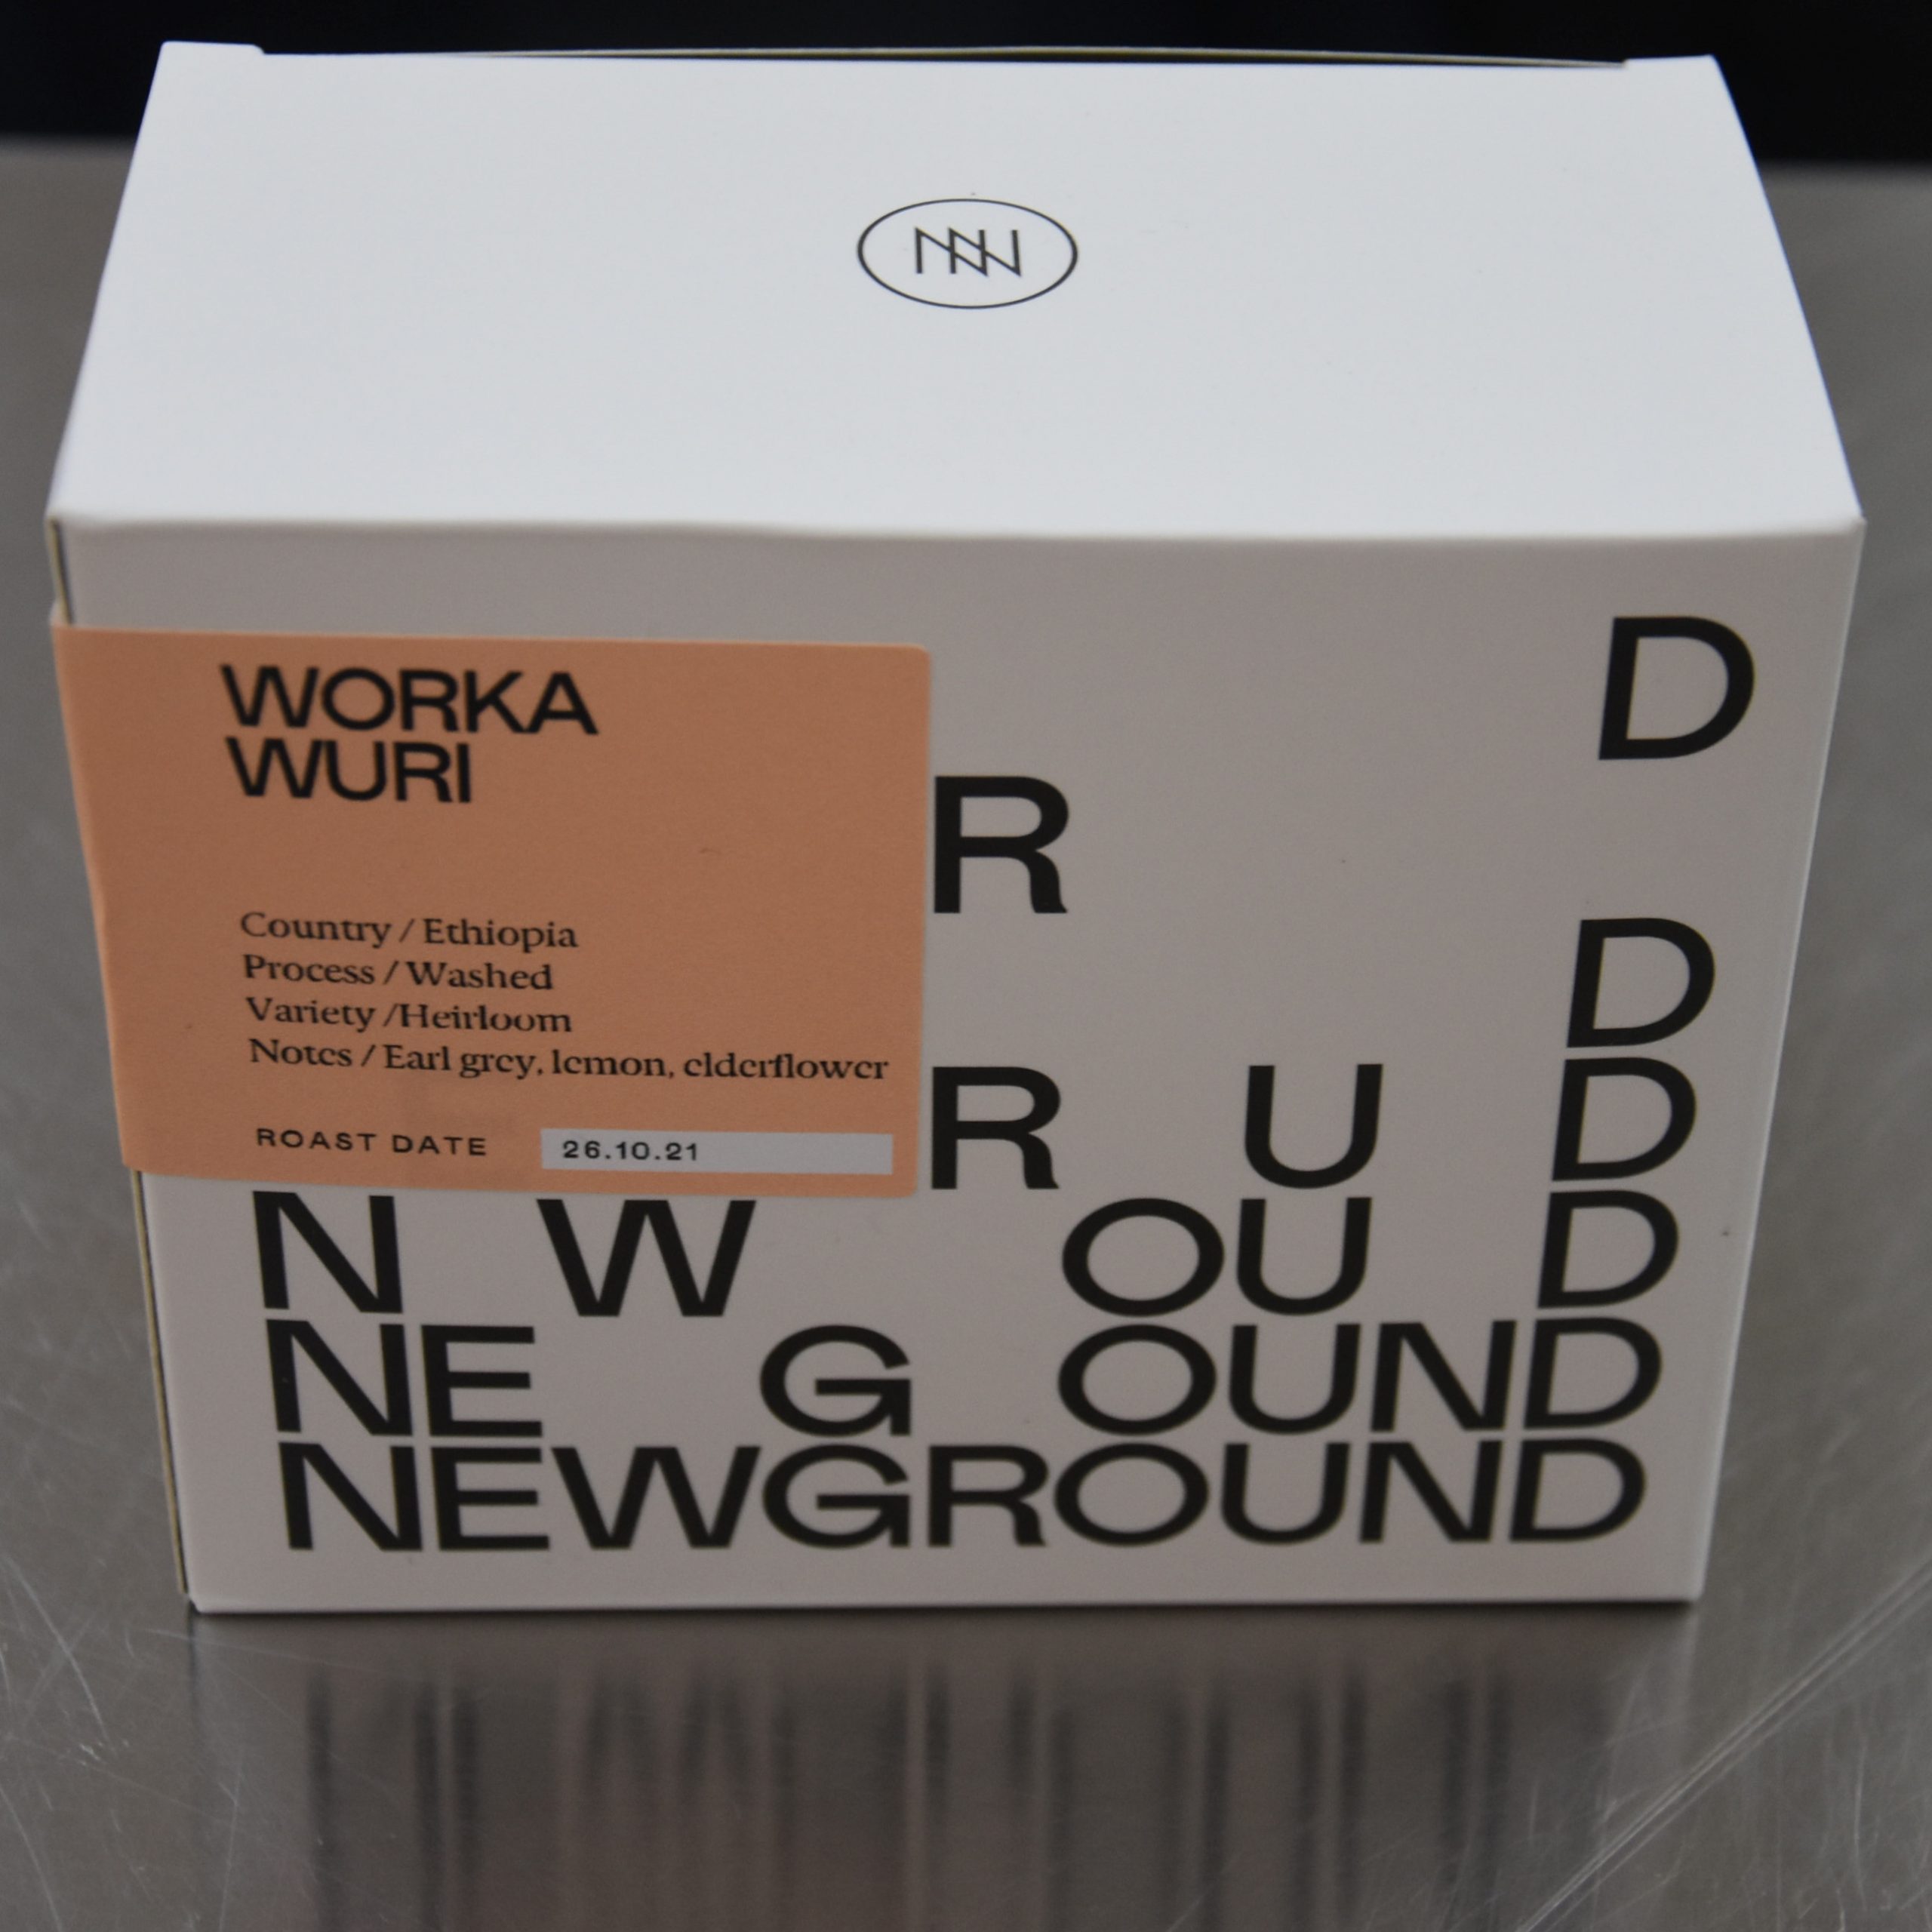 NN
WORKA
WURI
Country / Ethiopia
Process / Washed
Variety /Heirloom
Notes / Earl grey, lemon, elderflower
ROAST DATE 26.10.21
D
R
D
R U D
N W OU D
NE G OUND
NEWGROUND